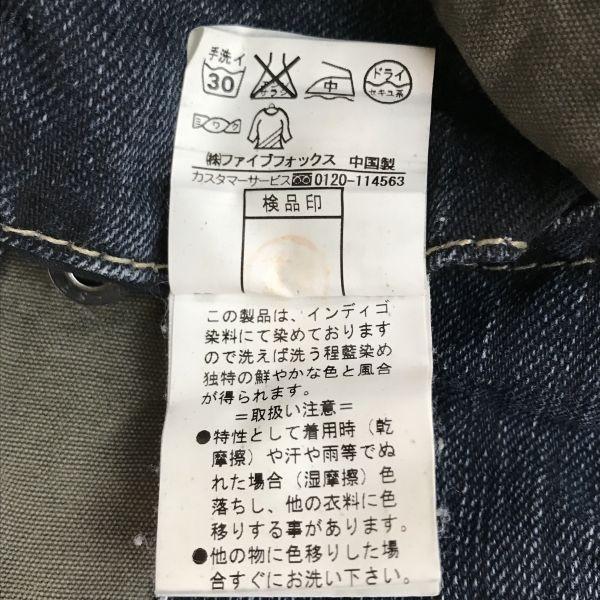 手洗イ
30
サラシ
中
ドライ
セキユ系
ヨワク
㈱ファイブフォックス 中国製
カスタマーサービス 0120-114563
検品印
この製品は、インディゴ
染料にて染めております
ので洗えば洗う程藍染め
独特の鮮やかな色と風合
が得られます。
=取扱い注意=
●特性として着用時(乾
摩擦)や汗や雨等でぬ
れた場合(湿摩擦)色
落ちし、他の衣料に色
移りする事があります。
●他の物に色移りした場
合すぐにお洗い下さい。